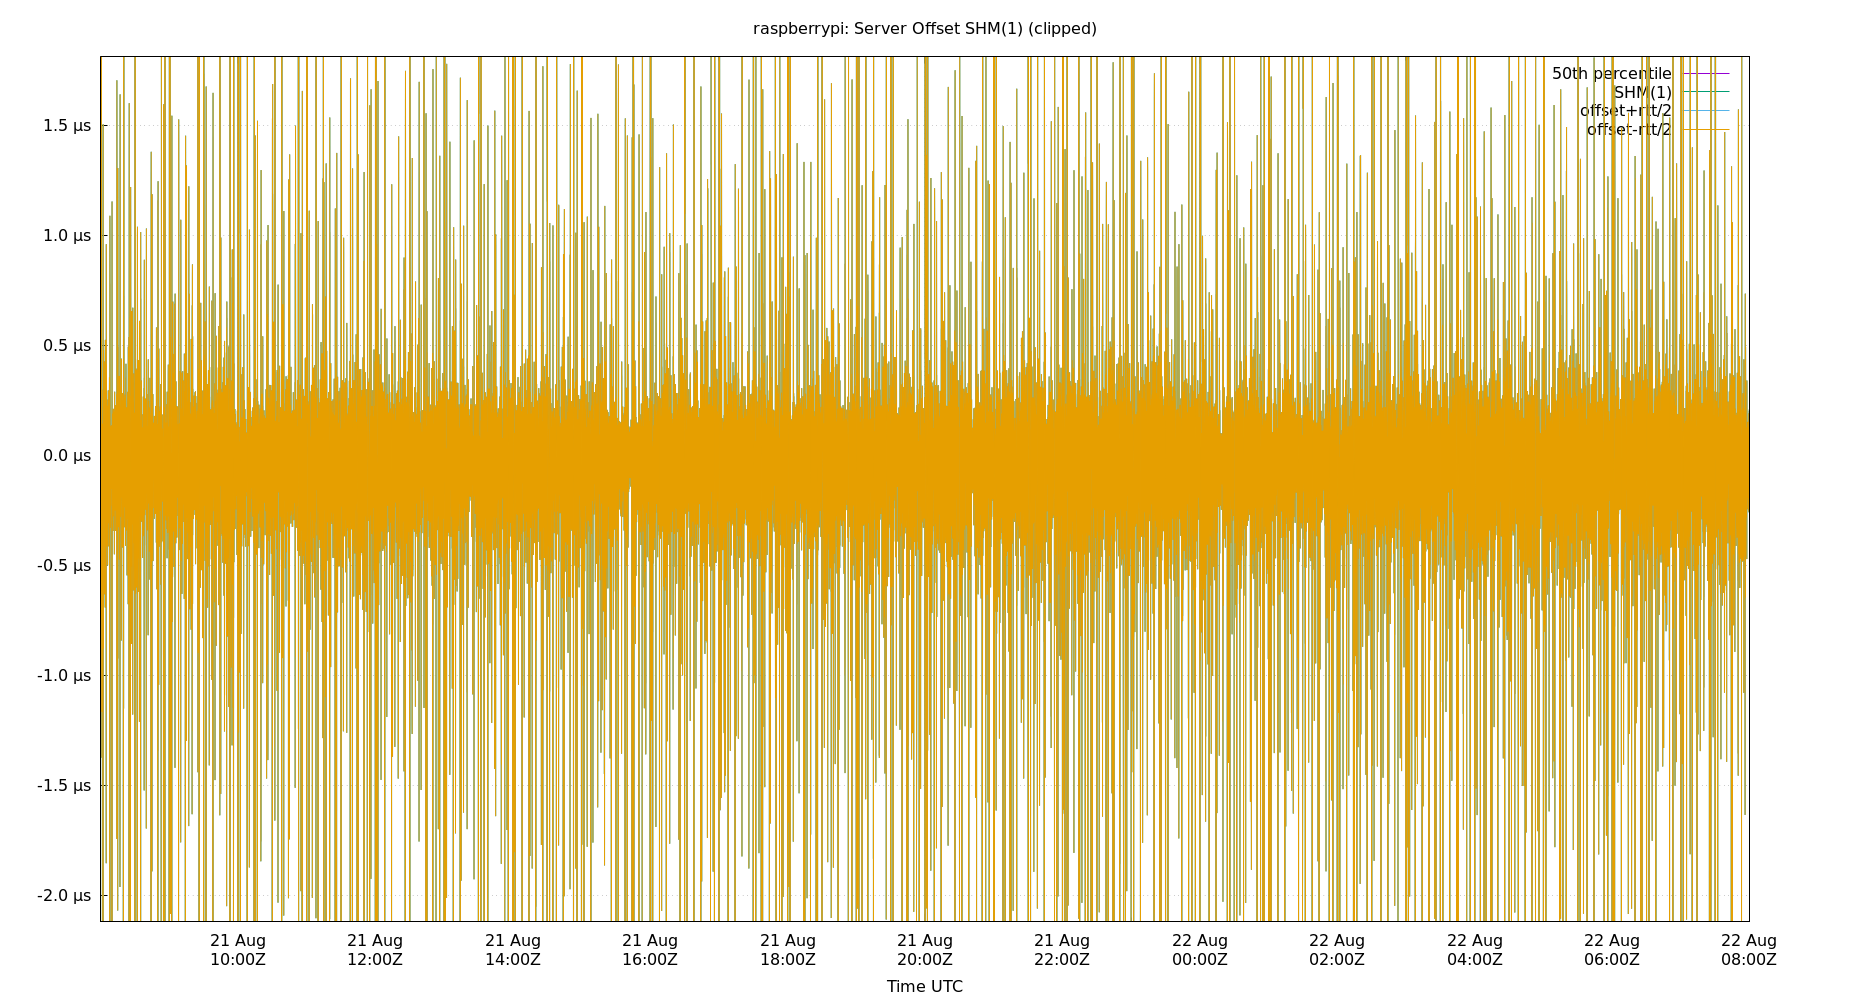 raspberrypi: Server Offset SHM(1) (clipped)
50th percentile
SHM(1)
offset+rtt/2
offset-rtt/2
1.5 µs
1.0 µs
0.5 µs
0.0 µs
-0.5 µs
-1.0 µs
-1.5 µs
-2.0 µs
21 Aug 21 Aug 21 Aug 21 Aug 21 Aug 21 Aug 21 Aug 22 Aug 22 Aug 22 Aug 22 Aug 22 Aug
10:00Z 12:00Z 14:00Z 16:00Z 18:00Z 20:00Z 22:00Z 00:00Z 02:00Z 04:00Z 06:00Z 08:00Z
Time UTC